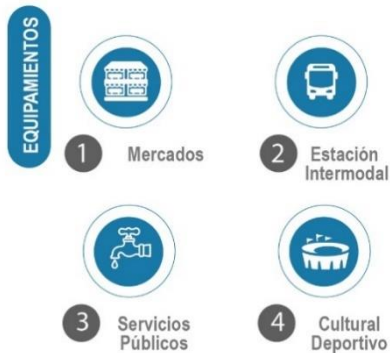 EQUIPAMIENTOS
1 Mercados
2 Estación
Intermodal
3 Servicios
Públicos
4 Cultural
Deportivo